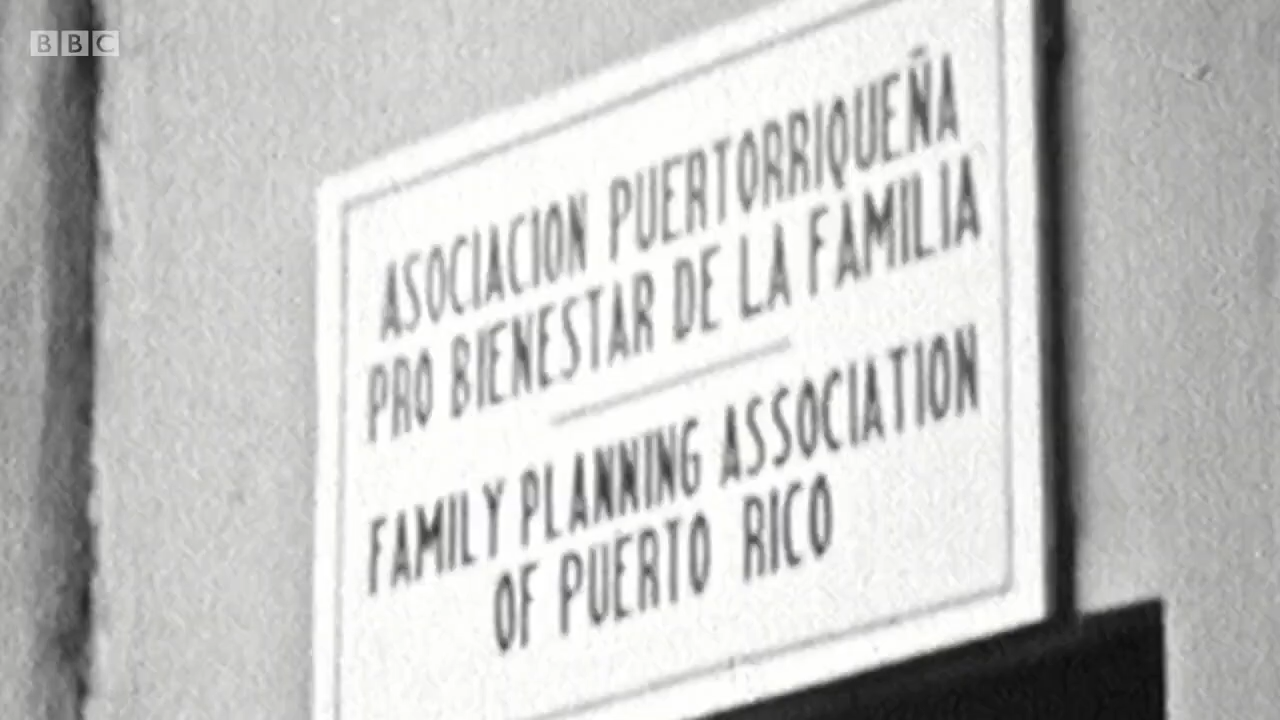 BBC
ASOCIACION PUERTORRIQUEÑA
PRO BIENESTAR DE LA FAMILIA
FAMILY PLANNING ASSOCIATION
OF PUERTO RICO